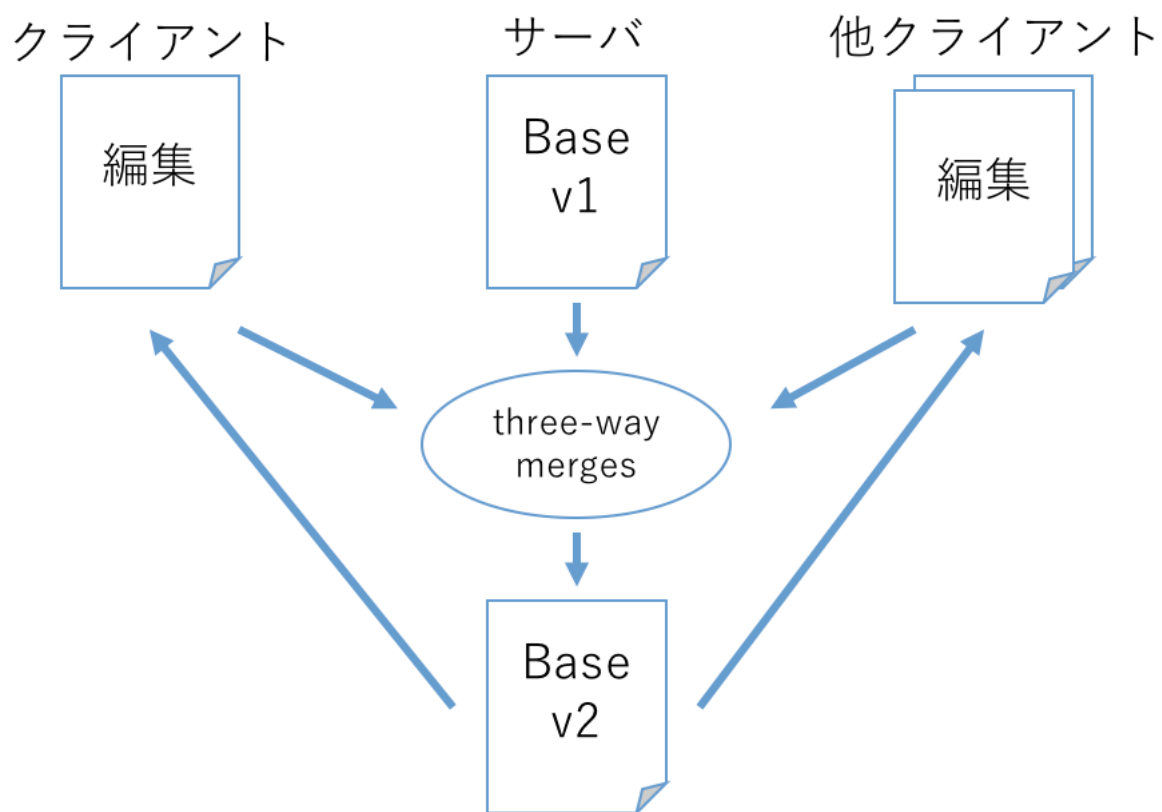 クライアント
サーバ
他クライアント
編集
Base
v1
編集
three-way
merges
Base
v2